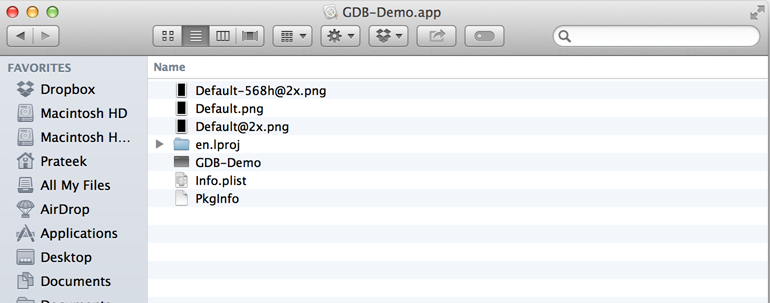 GDB-Demo.app
FAVORITES
Dropbox
Macintosh HD
Macintosh H...
Prateek
All My Files
AirDrop
Applications
Desktop
Documents
Name
Default-568h@2x.png
Default.png
Default@2x.png
en.lproj
GDB-Demo
Info.plist
PkgInfo